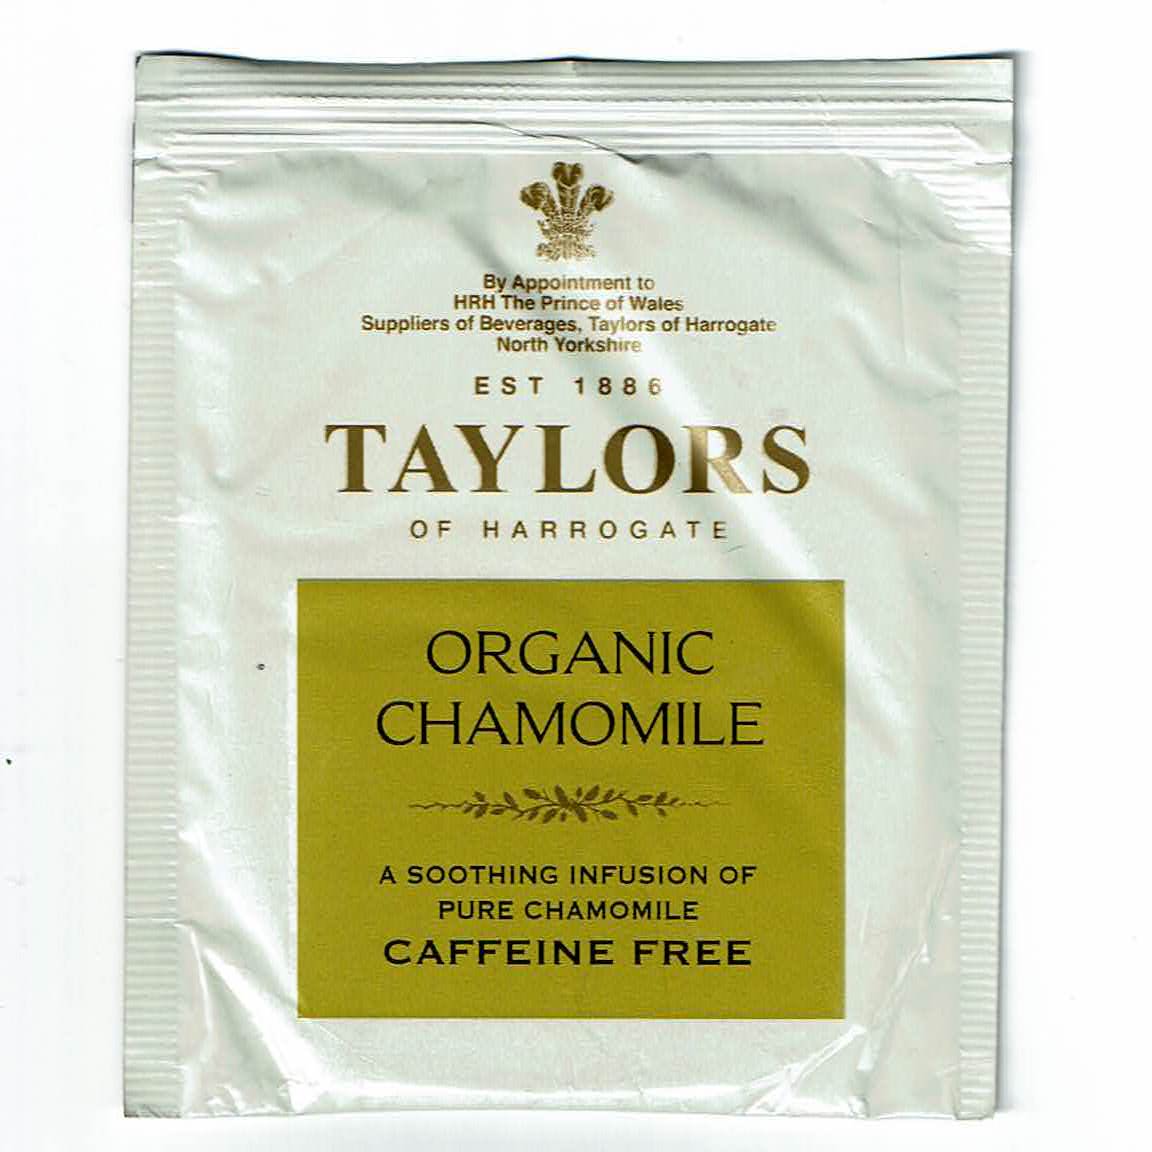 By Appointment to
HRH The Prince of Wales
Suppliers of Beverages, Taylors of Harrogate
North Yorkshire
EST 1886
TAYLORS
OF HARROGATE
ORGANIC
CHAMOMILE
A SOOTHING INFUSION OF
PURE CHAMOMILE
CAFFEINE FREE